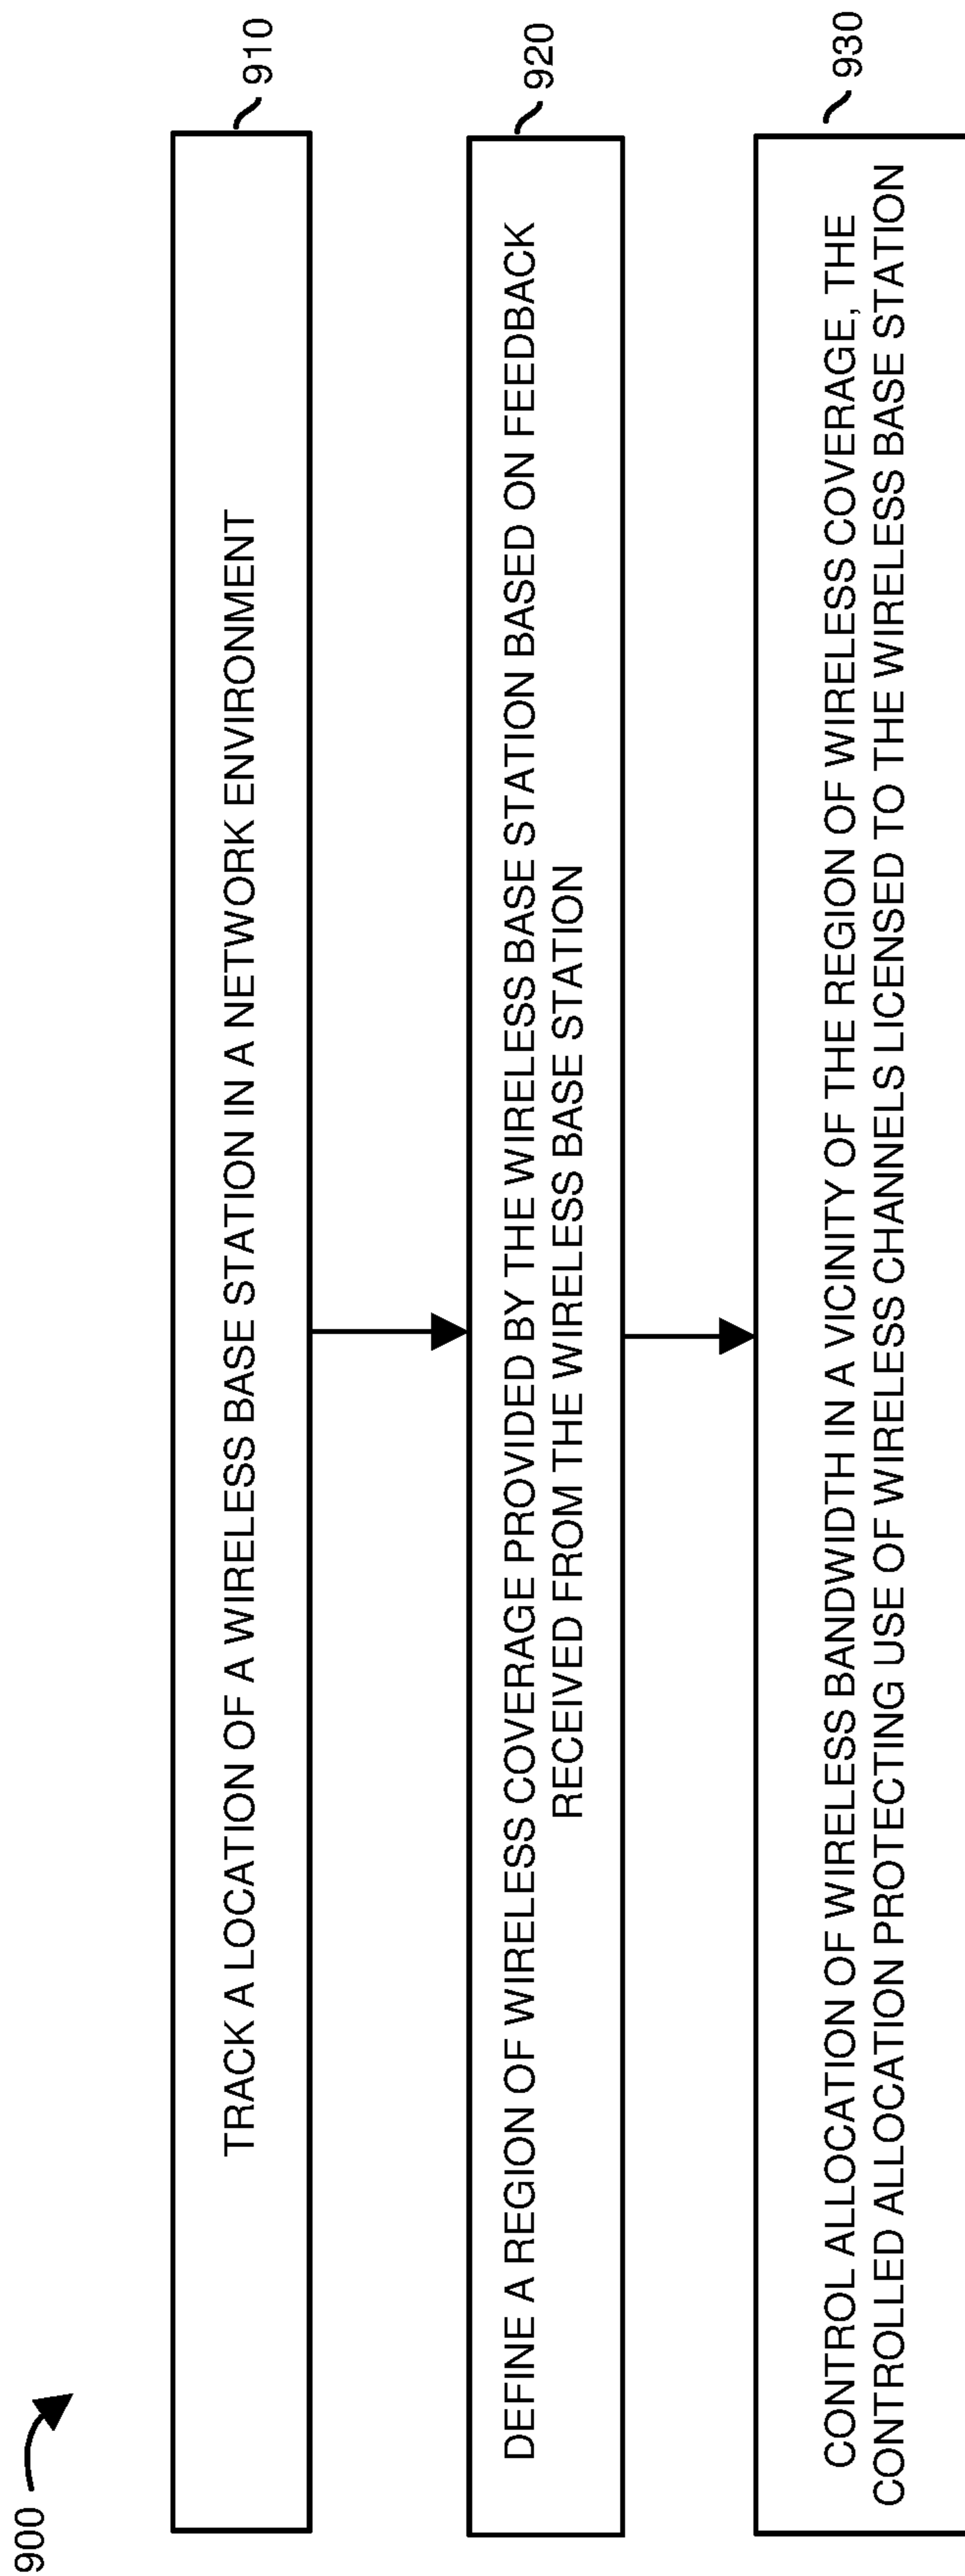 900
TRACK A LOCATION OF A WIRELESS BASE STATION IN A NETWORK ENVIRONMENT
910
DEFINE A REGION OF WIRELESS COVERAGE PROVIDED BY THE WIRELESS BASE STATION BASED ON FEEDBACK
RECEIVED FROM THE WIRELESS BASE STATION
920
CONTROL ALLOCATION OF WIRELESS BANDWIDTH IN A VICINITY OF THE REGION OF WIRELESS COVERAGE, THE
CONTROLLED ALLOCATION PROTECTING USE OF WIRELESS CHANNELS LICENSED TO THE WIRELESS BASE STATION
930